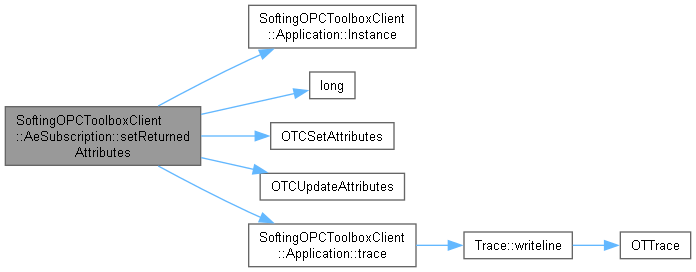 SoftingOPCToolboxClient
::Application::Instance
long
SoftingOPCToolboxClient
::AeSubscription::setReturned
Attributes
OTCSetAttributes
OTCUpdateAttributes
SoftingOPCToolboxClient
::Application::trace
Trace::writeline
OTTrace